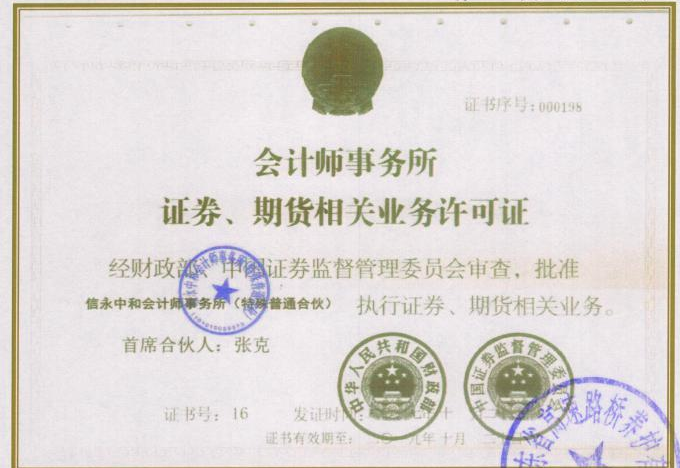 证书序号：000198
会计师事务所
证券、期货相关业务许可证
经财政部、中国证券监督管理委员会审查，批准
信永中和会计师事务所（特殊普通合伙） 执行证券、期货相关业务。
首席合伙人：张克
中华人民共和国财政部
中国证券监督管理委员会
证书号：16 发证时间：
证书有效期至：二〇一九年十月
路桥养护